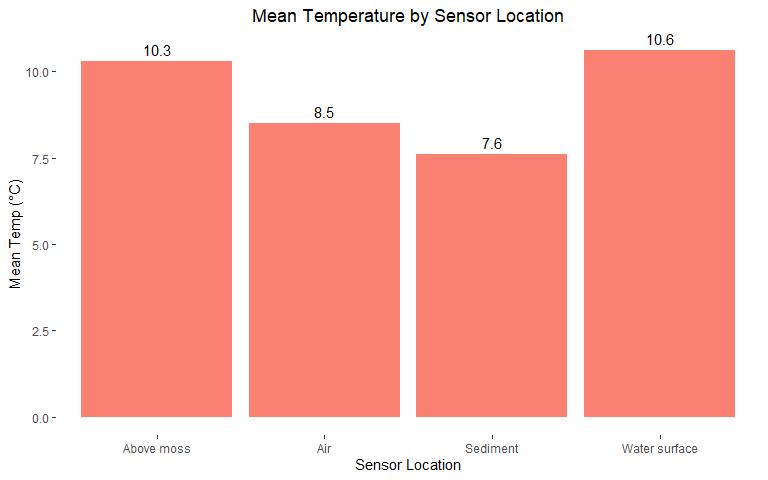 Mean Temperature by Sensor Location
10.3
8.5
7.6
10.6
10.0
7.5
5.0
2.5
0.0
Mean Temp (°C)
Above moss
Air
Sediment
Water surface
Sensor Location